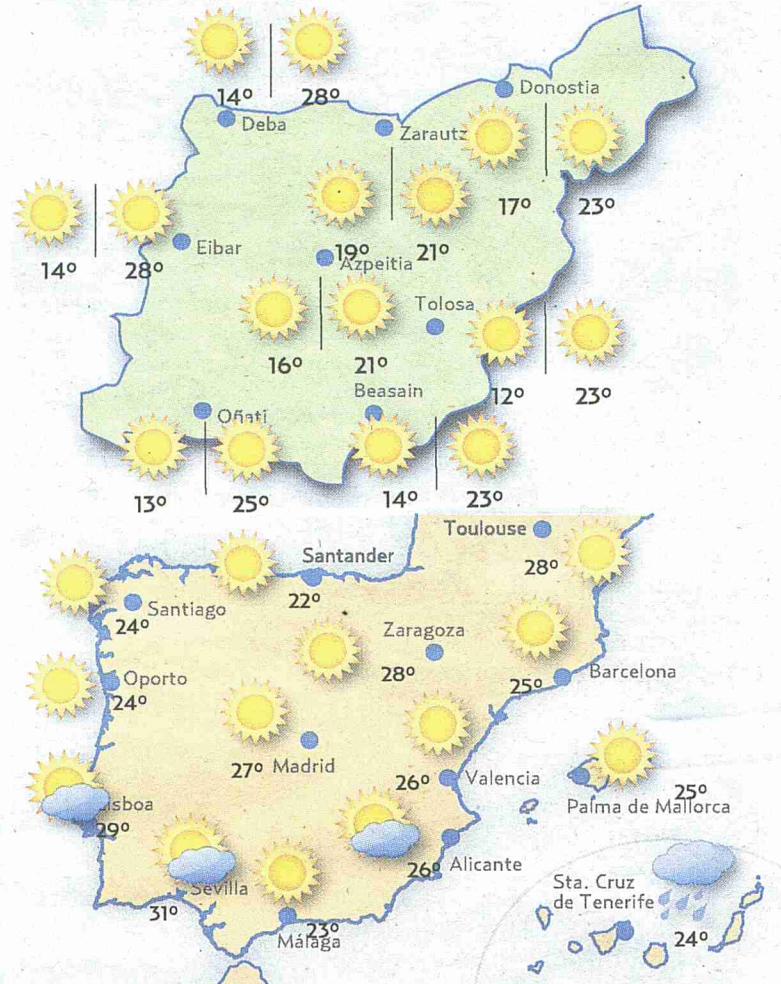 14º 28º
Deba
Donostia
Zarautz
17º 23º
14º 28º
Eibar
19º 21º
Azpeitia
16º 21º
Tolosa
12º 23º
Beasain
Oñati
13º 25º
14º 23º
Toulouse
28º
Santander
22º
Santiago
24º
Zaragoza
28º
Oporto
24º
Barcelona
25º
27º Madrid
26º Valencia
25º
Palma de Mallorca
Lisboa
29º
26º Alicante
Sevilla
31º
23º
Málaga
Sta. Cruz
de Tenerife
24º